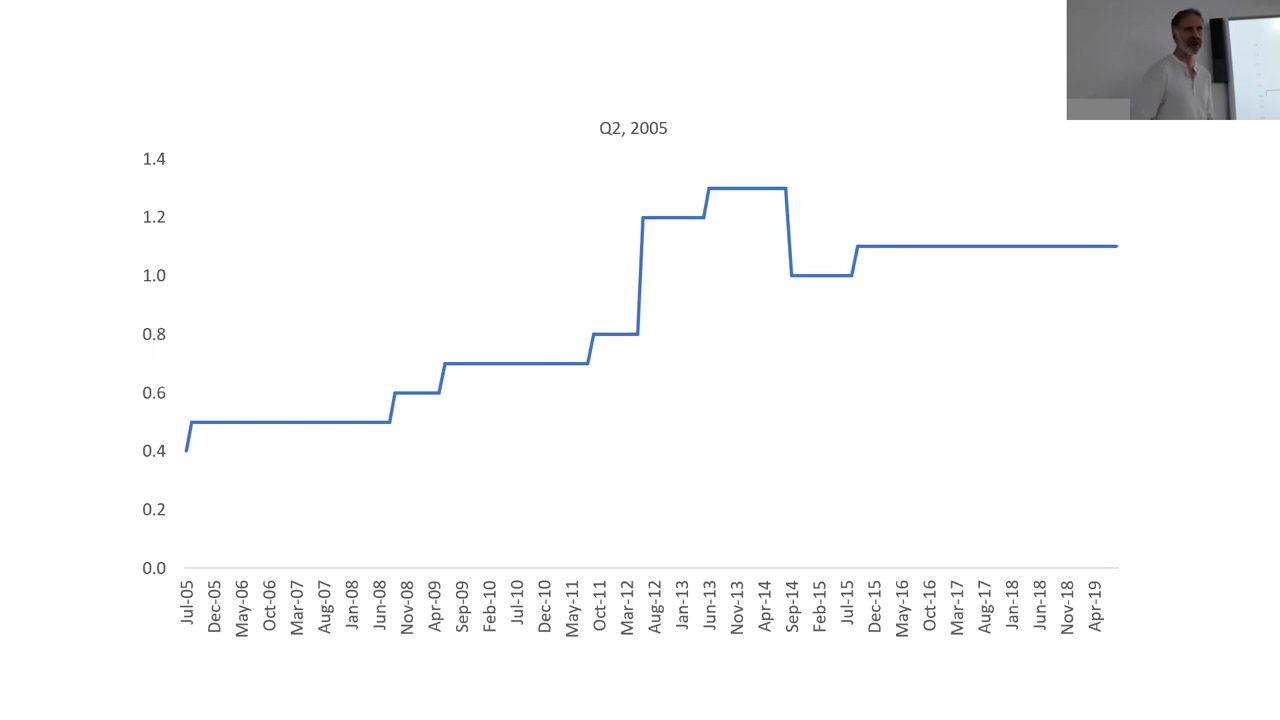 Q2, 2005
1.4
1.2
1.0
0.8
0.6
0.4
0.2
0.0
Jul-05
Dec-05
May-06
Oct-06
Mar-07
Aug-07
Jan-08
Jun-08
Nov-08
Apr-09
Sep-09
Feb-10
Jul-10
Dec-10
May-11
Oct-11
Mar-12
Aug-12
Jan-13
Jun-13
Nov-13
Apr-14
Sep-14
Feb-15
Jul-15
Dec-15
May-16
Oct-16
Mar-17
Aug-17
Jan-18
Jun-18
Nov-18
Apr-19